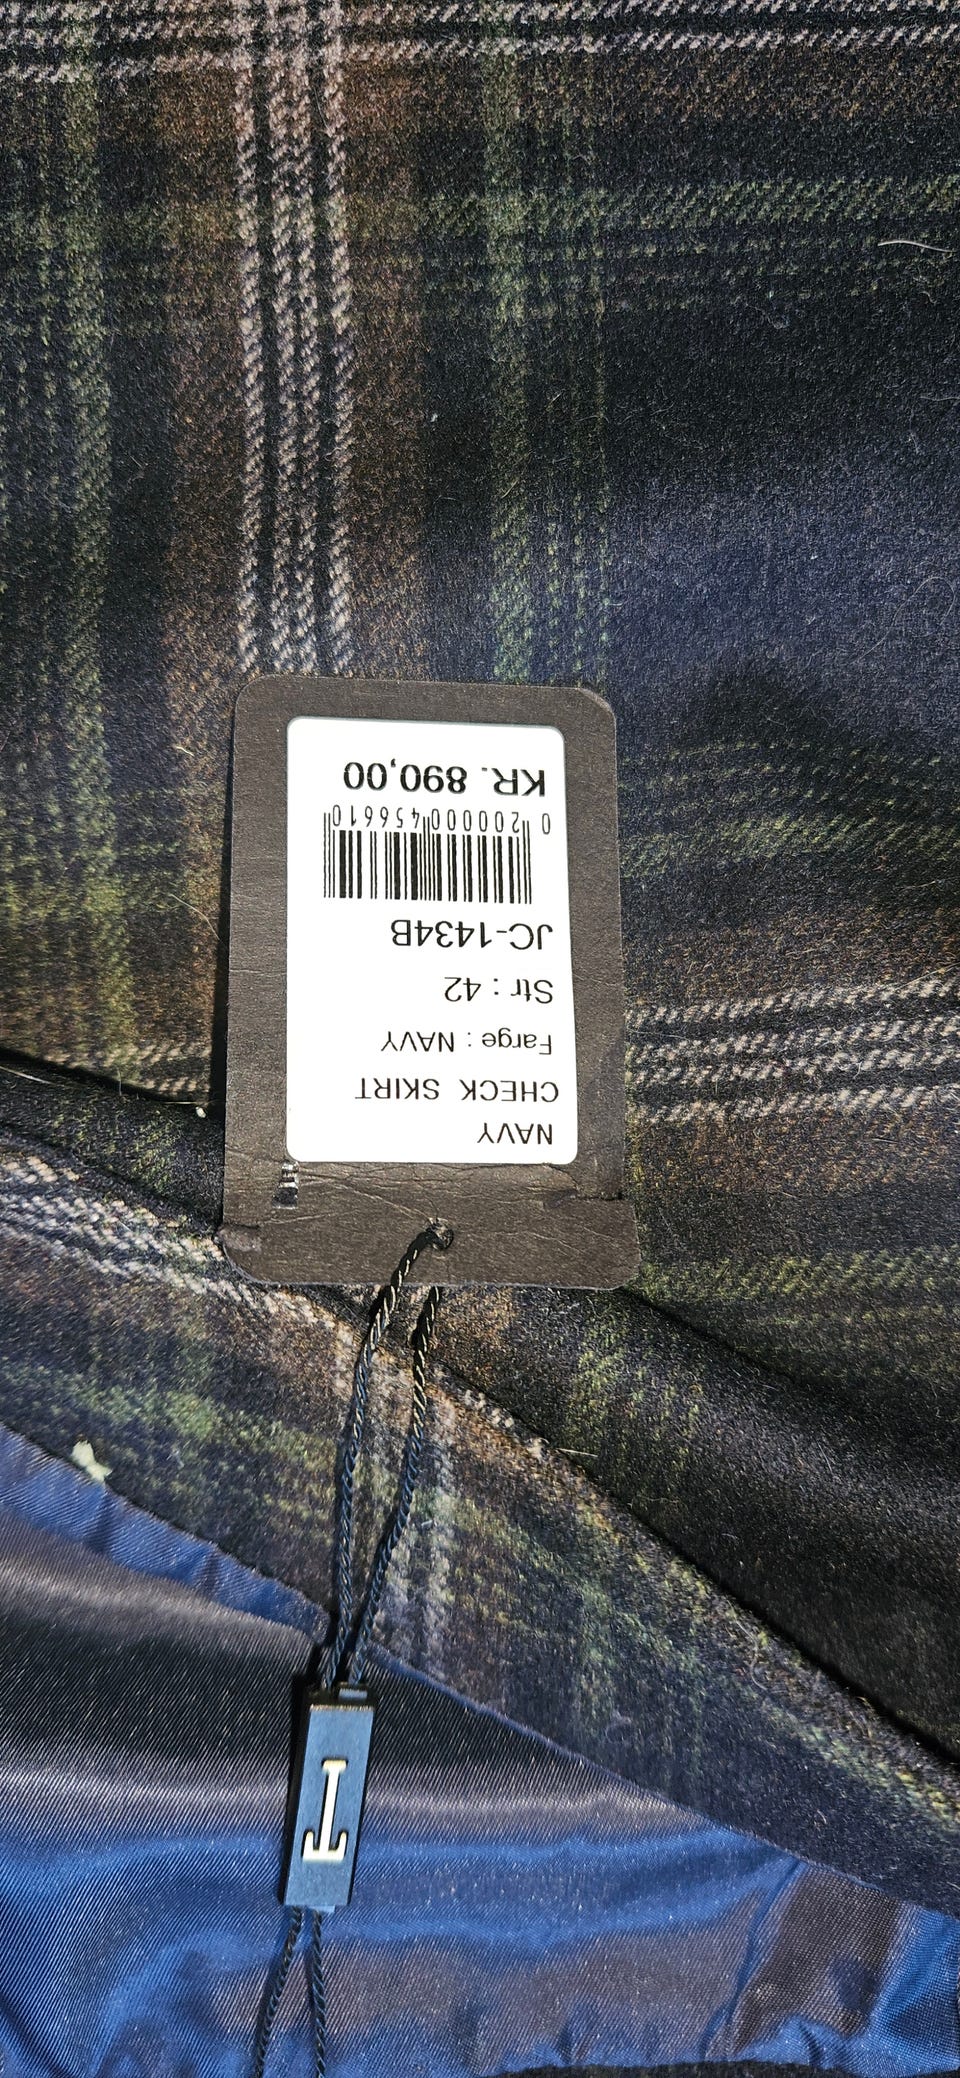 NAVY
CHECK SKIRT
Farge : NAVY
Str : 42
JC-1434B
0 200000 456610
KR. 890,00
T